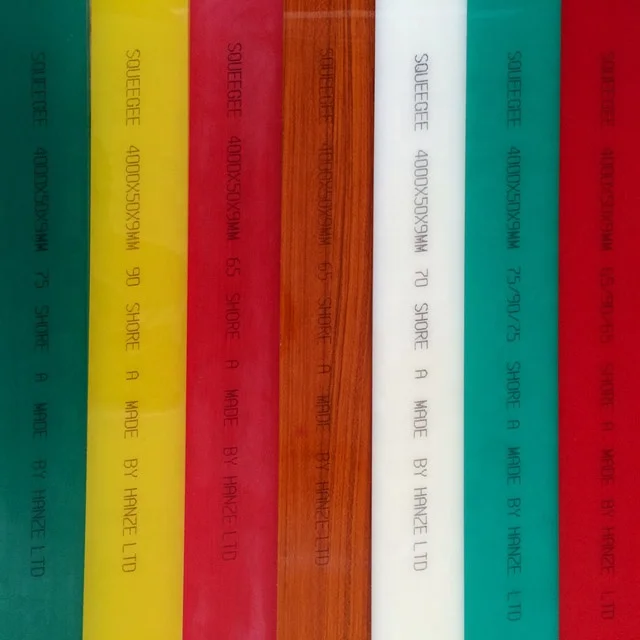 SQUEEGEE 4000X50X9MM 75 SHORE A MADE BY HANZE LTD
SQUEEGEE 4000X50X9MM 90 SHORE A MADE BY HANZE LTD
SQUEEGEE 4000X50X9MM 65 SHORE A MADE BY HANZE LTD
SQUEEGEE 4000X50X9MM 65 SHORE A MADE BY HANZE LTD
SQUEEGEE 4000X50X9MM 70 SHORE A MADE BY HANZE LTD
SQUEEGEE 4000X50X9MM 75/90/75 SHORE A MADE BY HANZE LTD
SQUEEGEE 4000X50X9MM 65/90/65 SHORE A MADE BY HANZE LTD